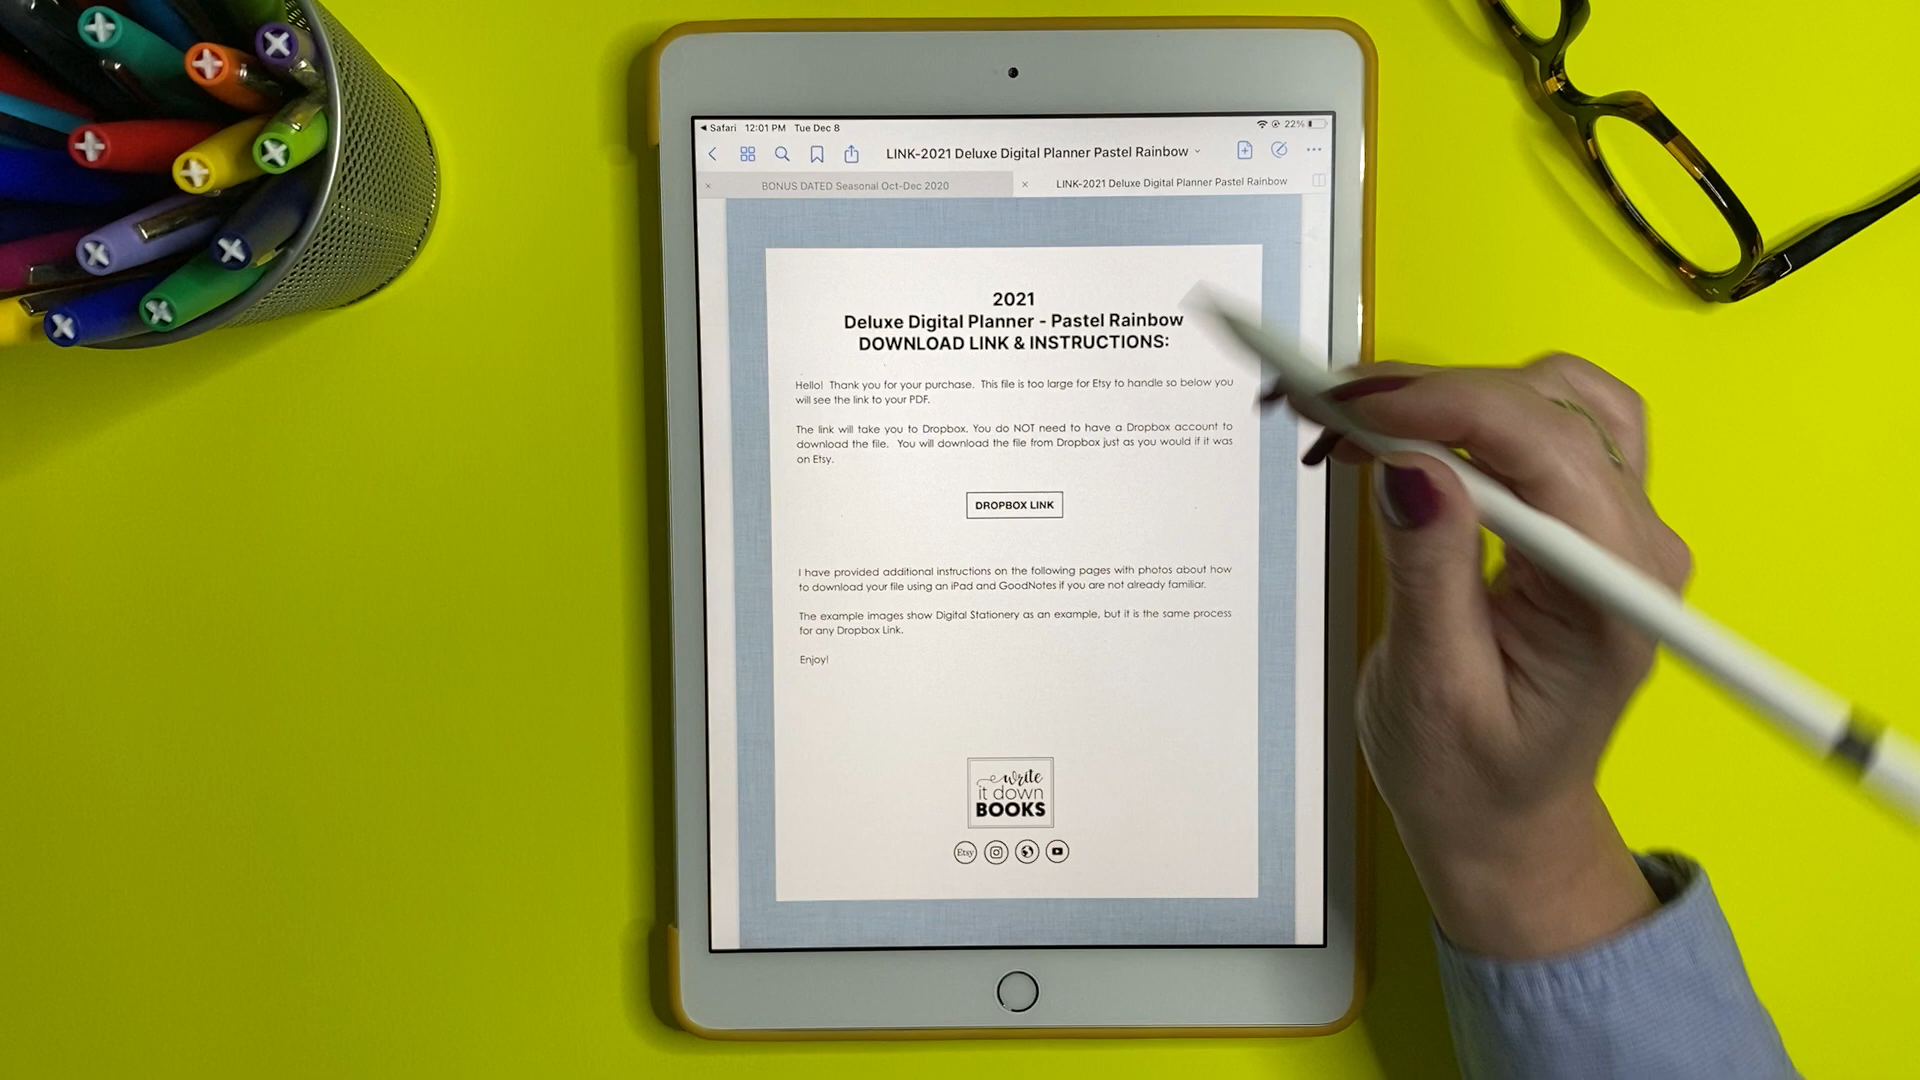 Safari 12:01 PM Tue Dec 8 22%
LINK-2021 Deluxe Digital Planner Pastel Rainbow
BONUS DATED Seasonal Oct-Dec 2020
LINK-2021 Deluxe Digital Planner Pastel Rainbow
2021
Deluxe Digital Planner - Pastel Rainbow
DOWNLOAD LINK & INSTRUCTIONS:
Hello! Thank you for your purchase. This file is too large for Etsy to handle so below you
will see the link to your PDF.
The link will take you to Dropbox. You do NOT need to have a Dropbox account to
download the file. You will download the file from Dropbox just as you would if it was
on Etsy.
DROPBOX LINK
I have provided additional instructions on the following pages with photos about how
to download your file using an iPad and GoodNotes if you are not already familiar.
The example images show Digital Stationery as an example, but it is the same process
for any Dropbox Link.
Enjoy!
write
it down
BOOKS
Etsy